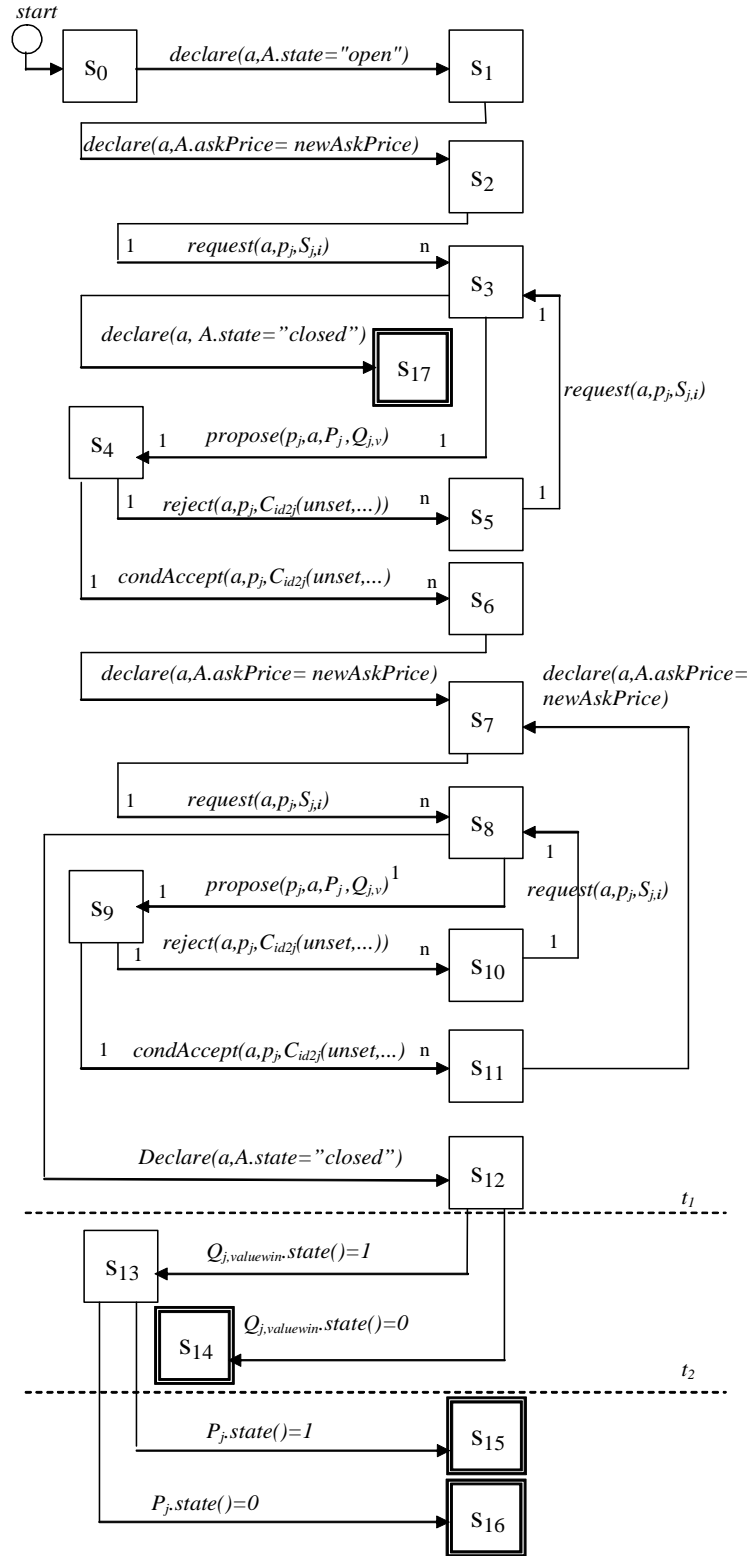 start
s0 declare(a,A.state="open") s1
declare(a,A.askPrice= newAskPrice)
s2
1 request(a,pj,Sj,i) n
s3
1
declare(a, A.state="closed")
s17
request(a,pj,Sj,i)
s4 1 propose(pj,a,Pj,Qj,v) 1
1 reject(a,pj,Cid2j(unset,...)) n s5 1
1 condAccept(a,pj,Cid2j(unset,...) n
s6
declare(a,A.askPrice= newAskPrice)
declare(a,A.askPrice=
newAskPrice)
s7
1 request(a,pj,Sj,i) n
s8
1
s9 1 propose(pj,a,Pj,Qj,v) 1
request(a,pj,Sj,i)
1 reject(a,pj,Cid2j(unset,...)) n s10 1
1 condAccept(a,pj,Cid2j(unset,...) n s11
Declare(a,A.state="closed") s12
t1
s13 Qj,valuewin.state()=1
Qj,valuewin.state()=0
s14
t2
Pj.state()=1 s15
Pj.state()=0 s16